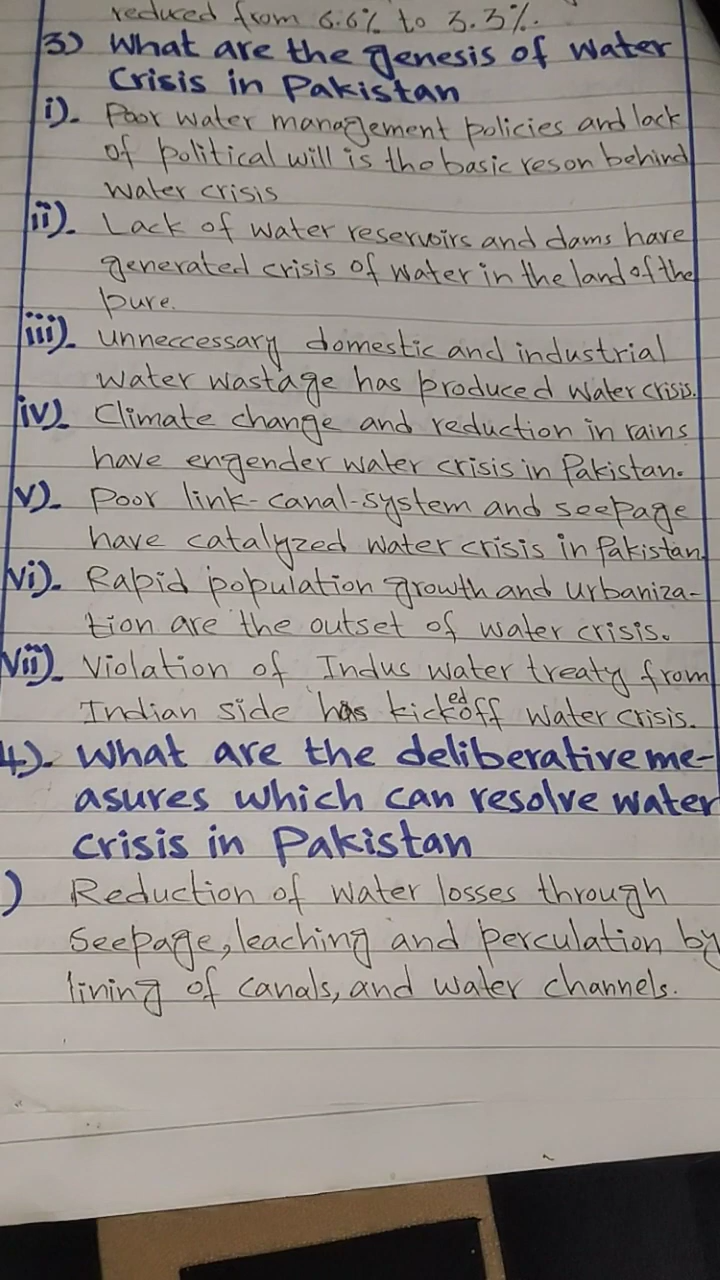 reduced from 6.6% to 3.3%.
3) What are the genesis of Water
Crisis in Pakistan
i). Poor water management policies and lack
of political will is the basic reson behind
water crisis
ii). Lack of water reservoirs and dams have
generated crisis of water in the land of the
pure.
iii). unneccessary domestic and industrial
water wastage has produced water crisis.
iv). Climate change and reduction in rains
have engender water crisis in Pakistan.
v). Poor link-canal-system and seepage
have catalyzed water crisis in Pakistan.
vi). Rapid population growth and urbaniza-
tion are the outset of water crisis.
vii). Violation of Indus water treaty from
Indian side has kickedoff water crisis.
4). What are the deliberative me-
asures which can resolve water
crisis in Pakistan
) Reduction of water losses through
seepage, leaching and perculation by
lining of canals, and water channels.